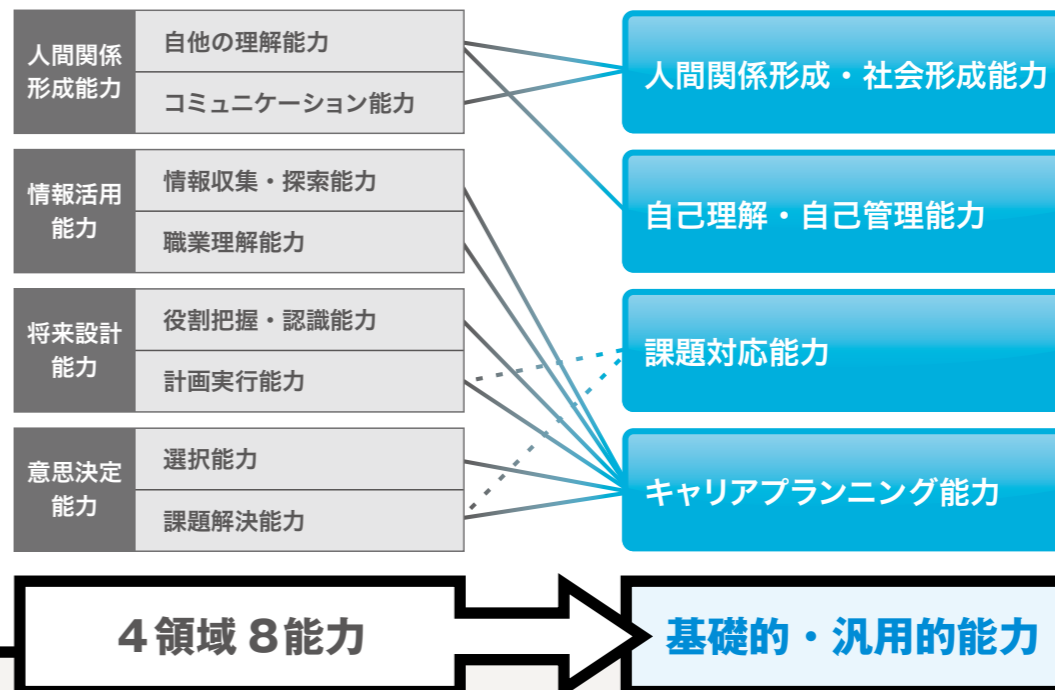 人間関係
形成能力
自他の理解能力
コミュニケーション能力
情報活用
能力
情報収集・探索能力
職業理解能力
将来設計
能力
役割把握・認識能力
計画実行能力
意思決定
能力
選択能力
課題解決能力
人間関係形成・社会形成能力
自己理解・自己管理能力
課題対応能力
キャリアプランニング能力
4領域 8能力
基礎的・汎用的能力